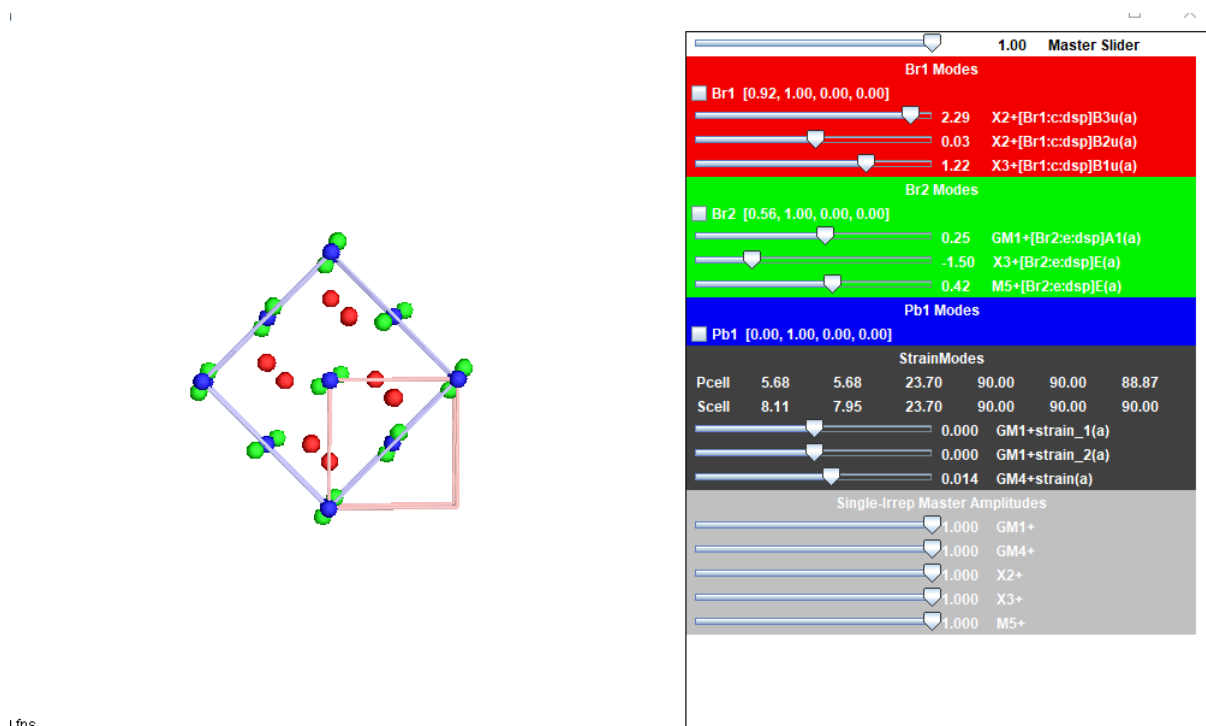 1.00 Master Slider
Br1 Modes
Br1 [0.92, 1.00, 0.00, 0.00]
2.29 X2+[Br1:c:dsp]B3u(a)
0.03 X2+[Br1:c:dsp]B2u(a)
1.22 X3+[Br1:c:dsp]B1u(a)
Br2 Modes
Br2 [0.56, 1.00, 0.00, 0.00]
0.25 GM1+[Br2:e:dsp]A1(a)
-1.50 X3+[Br2:e:dsp]E(a)
0.42 M5+[Br2:e:dsp]E(a)
Pb1 Modes
Pb1 [0.00, 1.00, 0.00, 0.00]
StrainModes
Pcell 5.68 5.68 23.70 90.00 90.00 88.87
Scell 8.11 7.95 23.70 90.00 90.00 90.00
0.000 GM1+strain_1(a)
0.000 GM1+strain_2(a)
0.014 GM4+strain(a)
Single-Irrep Master Amplitudes
1.000 GM1+
1.000 GM4+
1.000 X2+
1.000 X3+
1.000 M5+